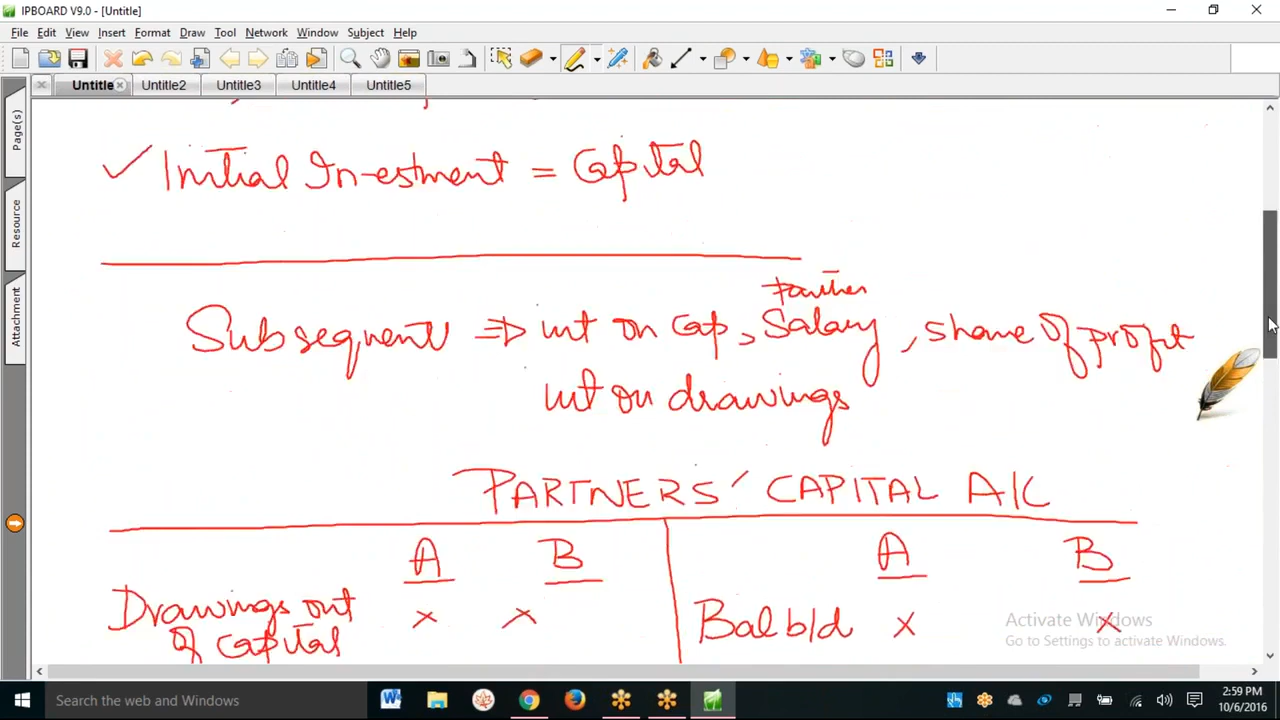 IPBOARD V9.0 - [Untitle]
File Edit View Insert Format Draw Tool Network Window Subject Help
Untitle Untitle2 Untitle3 Untitle4 Untitle5
Page(s)
Resource
Attachment
✓ Initial Investment = Capital
Partner
Subsequent ⇒ int on cap, Salary, share of profit
int on drawings
PARTNERS' CAPITAL A/C
A B A B
Drawings out x x Bal b/d x x
of capital
Activate Windows
Go to Settings to activate Windows.
Search the web and Windows
2:59 PM
10/6/2016